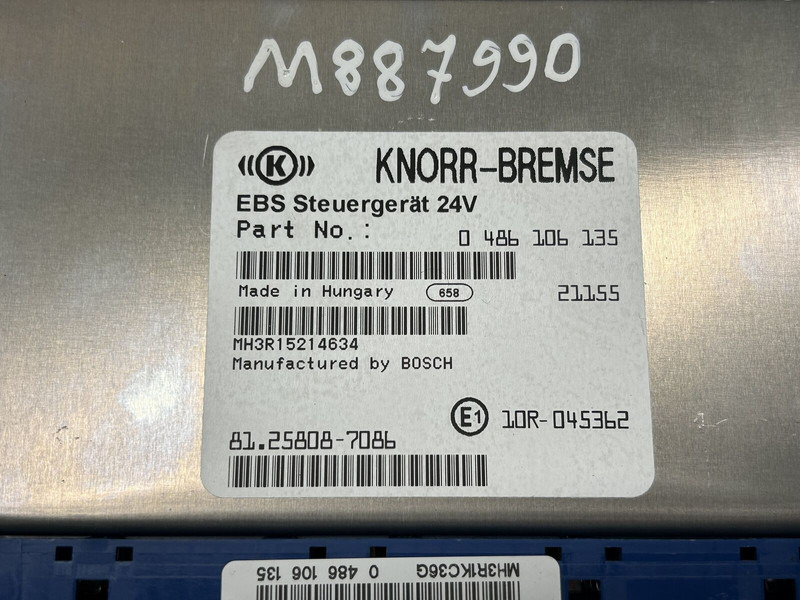 M887990
((K)) KNORR-BREMSE
EBS Steuergerät 24V
Part No.: 0 486 106 135
Made in Hungary 658 21155
MH3R15214634
Manufactured by BOSCH
E1 10R-045362
81.25808-7086
MH3R1KC36G 0 486 106 135